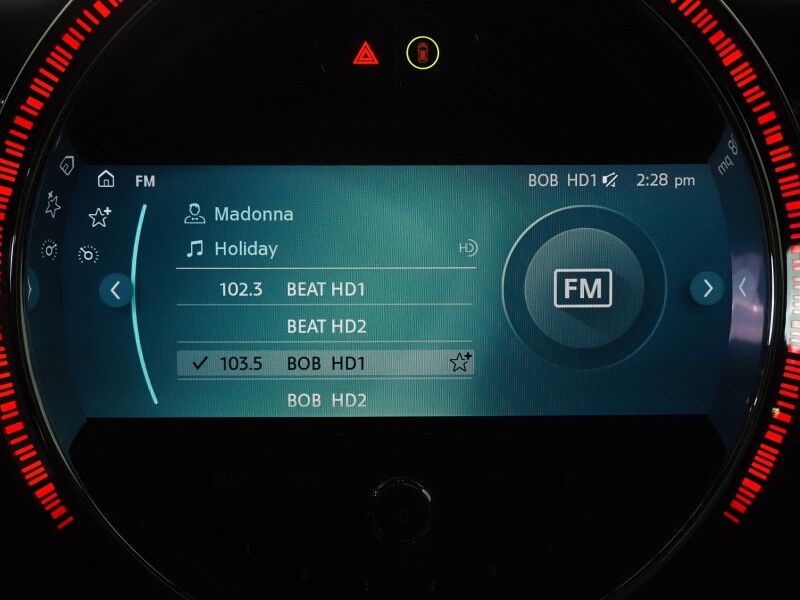 FM
BOB HD1
2:28 pm
Madonna
Holiday
HD
102.3 BEAT HD1
BEAT HD2
103.5 BOB HD1
BOB HD2
FM